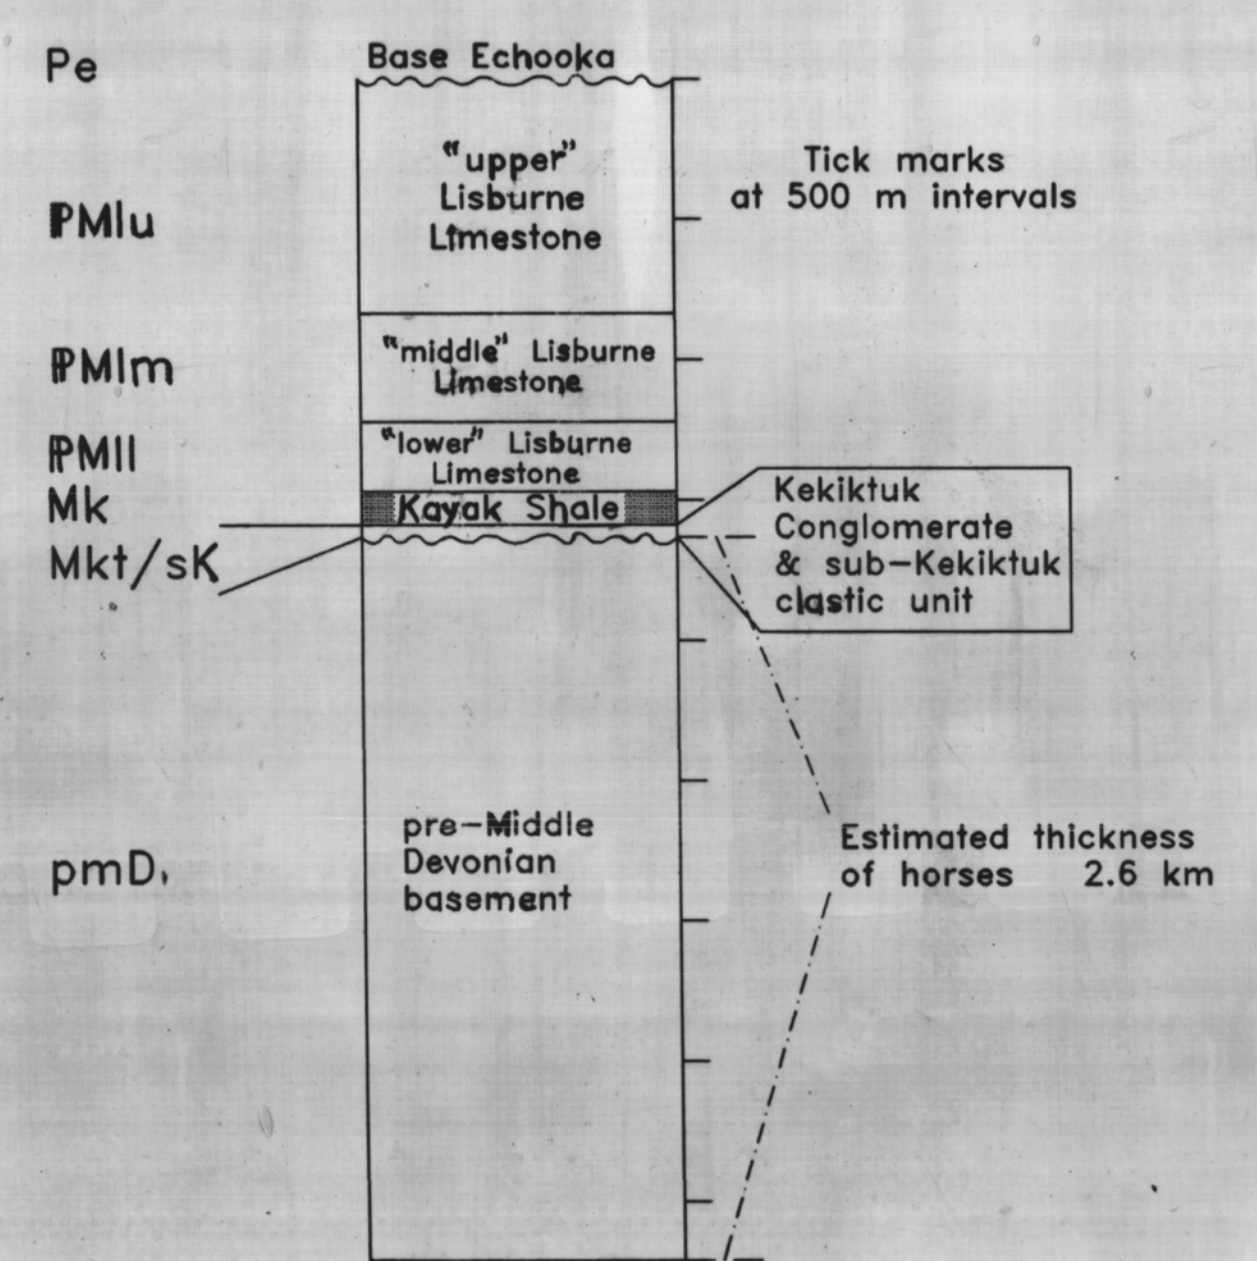 Pe
Base Echooka
"upper"
Lisburne
Limestone
Tick marks
at 500 m intervals
PMlu
"middle" Lisburne
Limestone
PMlm
"lower" Lisburne
Limestone
PMll
Kayak Shale
Mk
Kekiktuk
Conglomerate
& sub-Kekiktuk
clastic unit
Mkt/sK
pre-Middle
Devonian
basement
pmD
Estimated thickness
of horses 2.6 km